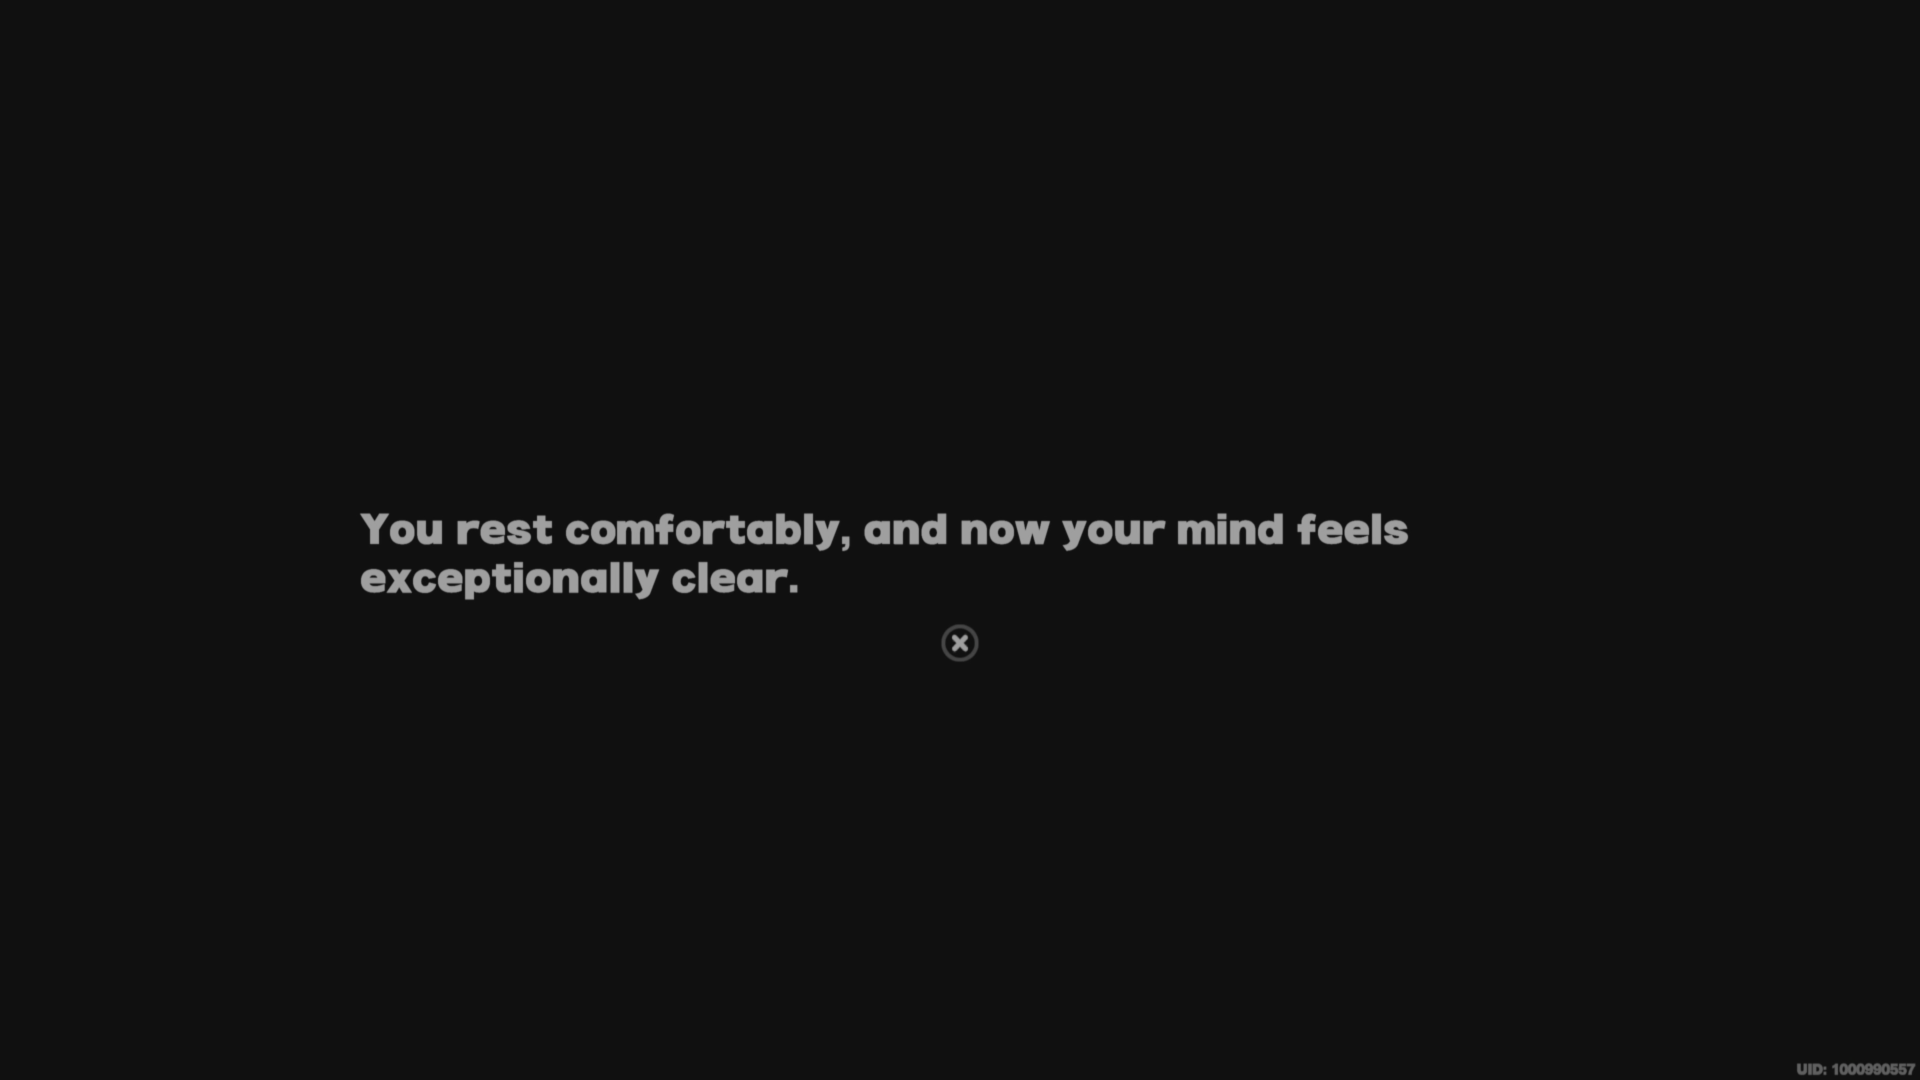 You rest comfortably, and now your mind feels
exceptionally clear.
UID: 1000990557